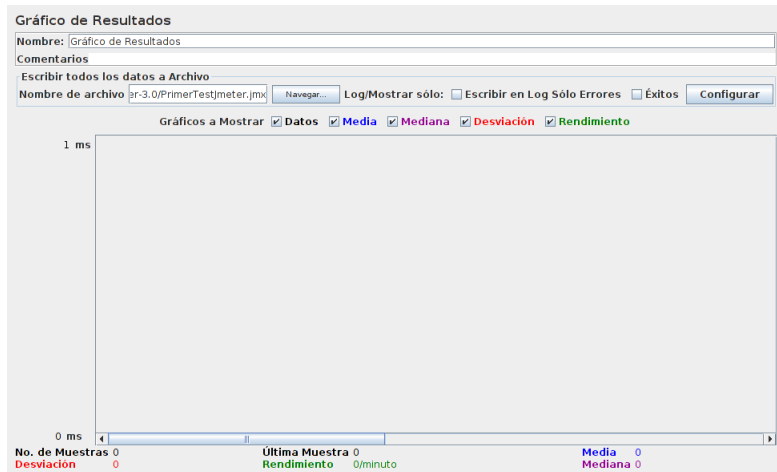 Gráfico de Resultados
Nombre: Gráfico de Resultados
Comentarios
Escribir todos los datos a Archivo
Nombre de archivo er-3.0/PrimerTestJmeter.jmx Navegar... Log/Mostrar sólo: Escribir en Log Sólo Errores Éxitos Configurar
Gráficos a Mostrar Datos Media Mediana Desviación Rendimiento
1 ms
0 ms
No. de Muestras 0 Última Muestra 0 Media 0
Desviación 0 Rendimiento 0/minuto Mediana 0